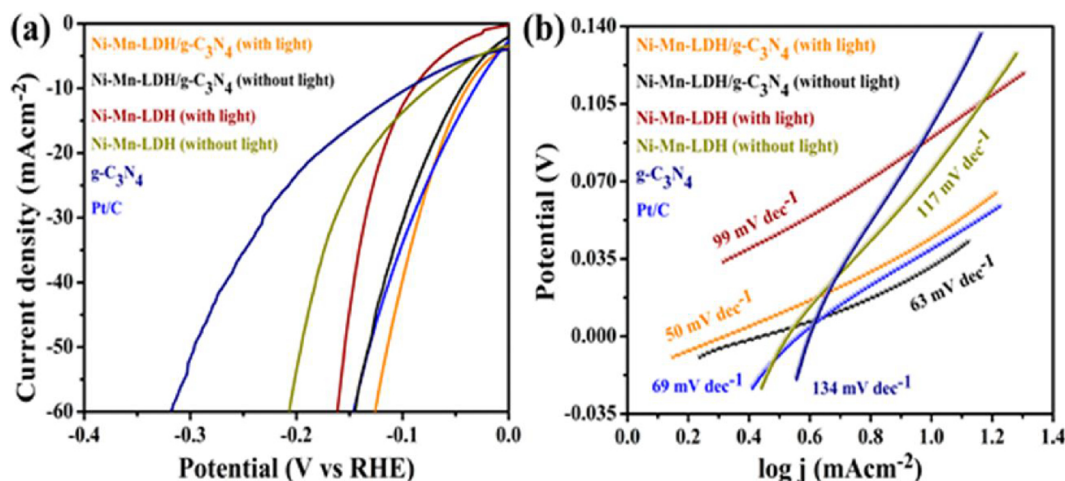 (a)
Ni-Mn-LDH/g-C3N4 (with light)
Ni-Mn-LDH/g-C3N4 (without light)
Ni-Mn-LDH (with light)
Ni-Mn-LDH (without light)
g-C3N4
Pt/C
Current density (mAcm-2)
0
-10
-20
-30
-40
-50
-60
-0.4
-0.3
-0.2
-0.1
0.0
Potential (V vs RHE)
(b)
Ni-Mn-LDH/g-C3N4 (with light)
Ni-Mn-LDH/g-C3N4 (without light)
Ni-Mn-LDH (with light)
Ni-Mn-LDH (without light)
g-C3N4
Pt/C
99 mV dec-1
117 mV dec-1
50 mV dec-1
63 mV dec-1
69 mV dec-1
134 mV dec-1
Potential (V)
0.140
0.105
0.070
0.035
0.000
-0.035
0.0
0.2
0.4
0.6
0.8
1.0
1.2
1.4
log j (mAcm-2)